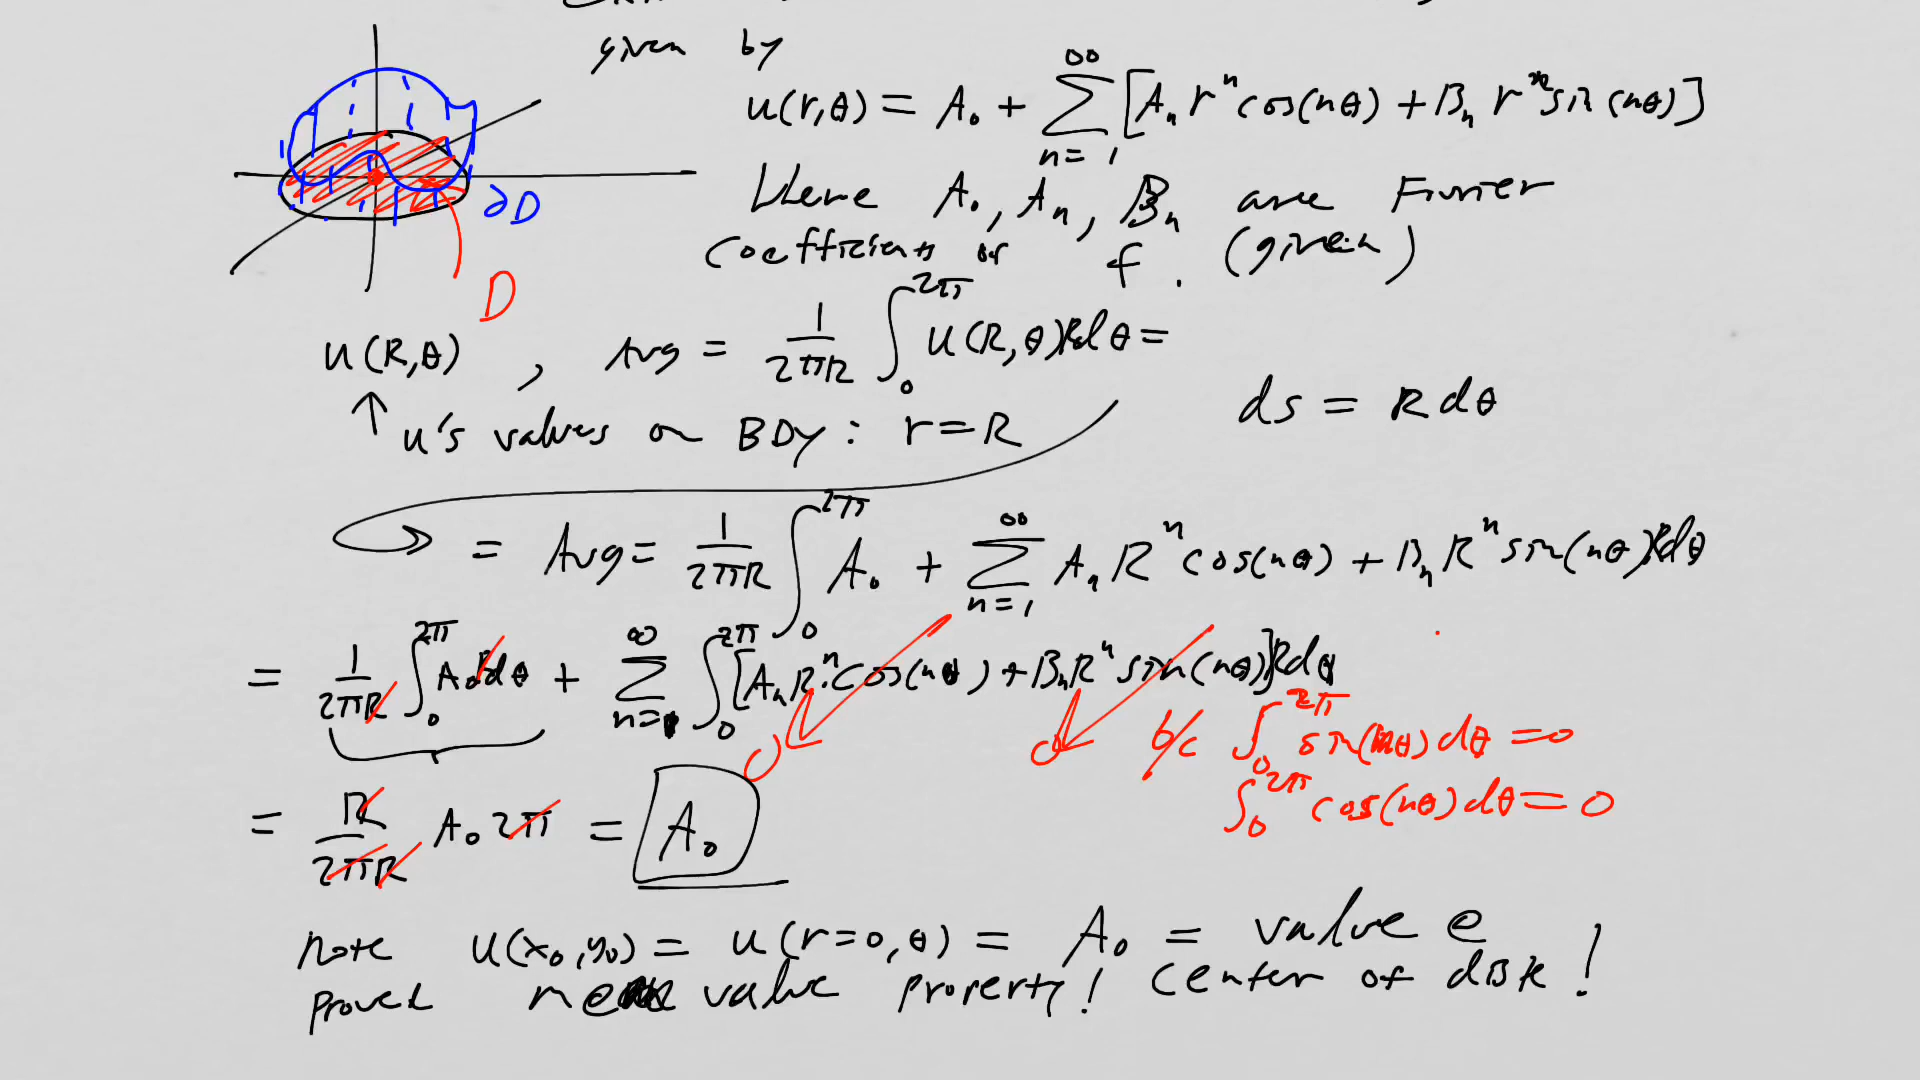 given by
u(r,θ) = A₀ + ∑_{n=1}^{∞} [Aₙ rⁿ cos(nθ) + Bₙ rⁿ sin(nθ)]
Here A₀, Aₙ, Bₙ are Fourier
coefficients of f. (given)
∂D
D
u(R,θ), Avg = 1/(2πR) ∫₀^{2π} u(R,θ) R dθ =
ds = R dθ
↑ u's values on BDy: r = R
= Avg = 1/(2πR) ∫₀^{2π} A₀ + ∑_{n=1}^{∞} Aₙ Rⁿ cos(nθ) + Bₙ Rⁿ sin(nθ) R dθ
= 1/(2πR) ∫₀^{2π} A₀ R dθ + ∑_{n=1}^{∞} ∫₀^{2π} [Aₙ Rⁿ cos(nθ) + Bₙ Rⁿ sin(nθ)] R dθ
0 0 b/c ∫₀^{2π} sin(nθ) dθ = 0
∫₀^{2π} cos(nθ) dθ = 0
= R/(2πR) A₀ 2π = A₀
note u(x₀,y₀) = u(r=0,θ) = A₀ = value @
center of disk!
proved mean value property!